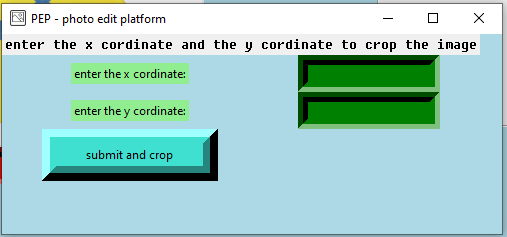 PEP - photo edit platform
enter the x cordinate and the y cordinate to crop the image
enter the x cordinate:
enter the y cordinate:
submit and crop